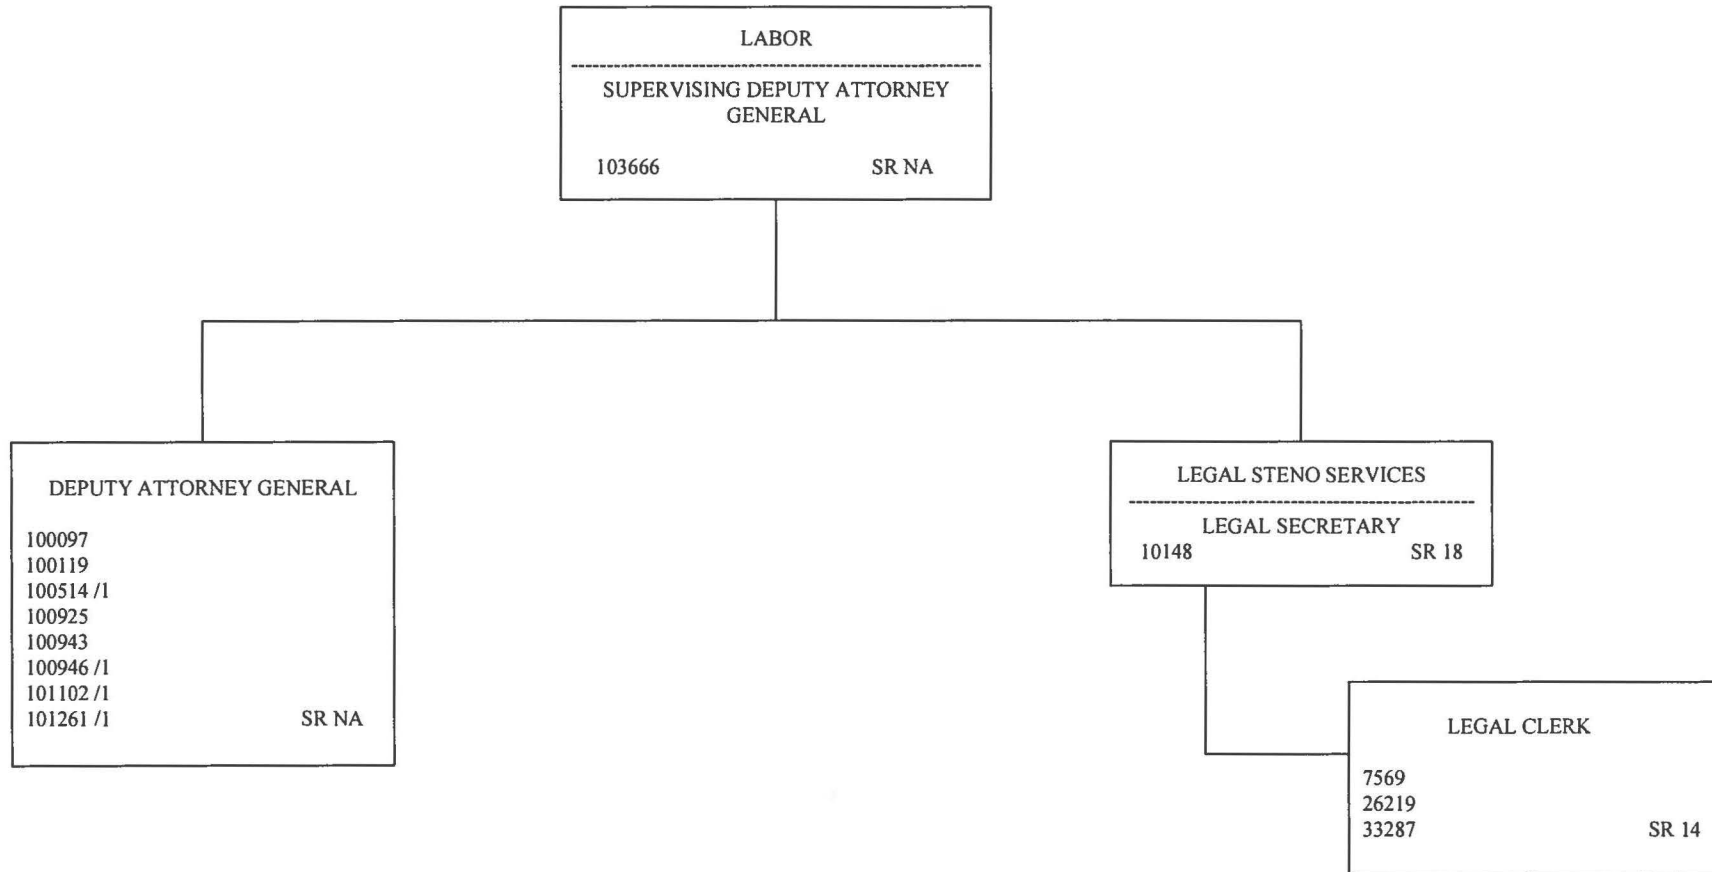 LABOR
SUPERVISING DEPUTY ATTORNEY
GENERAL
103666 SR NA
DEPUTY ATTORNEY GENERAL
100097
100119
100514 /1
100925
100943
100946 /1
101102 /1
101261 /1 SR NA
LEGAL STENO SERVICES
LEGAL SECRETARY
10148 SR 18
LEGAL CLERK
7569
26219
33287 SR 14